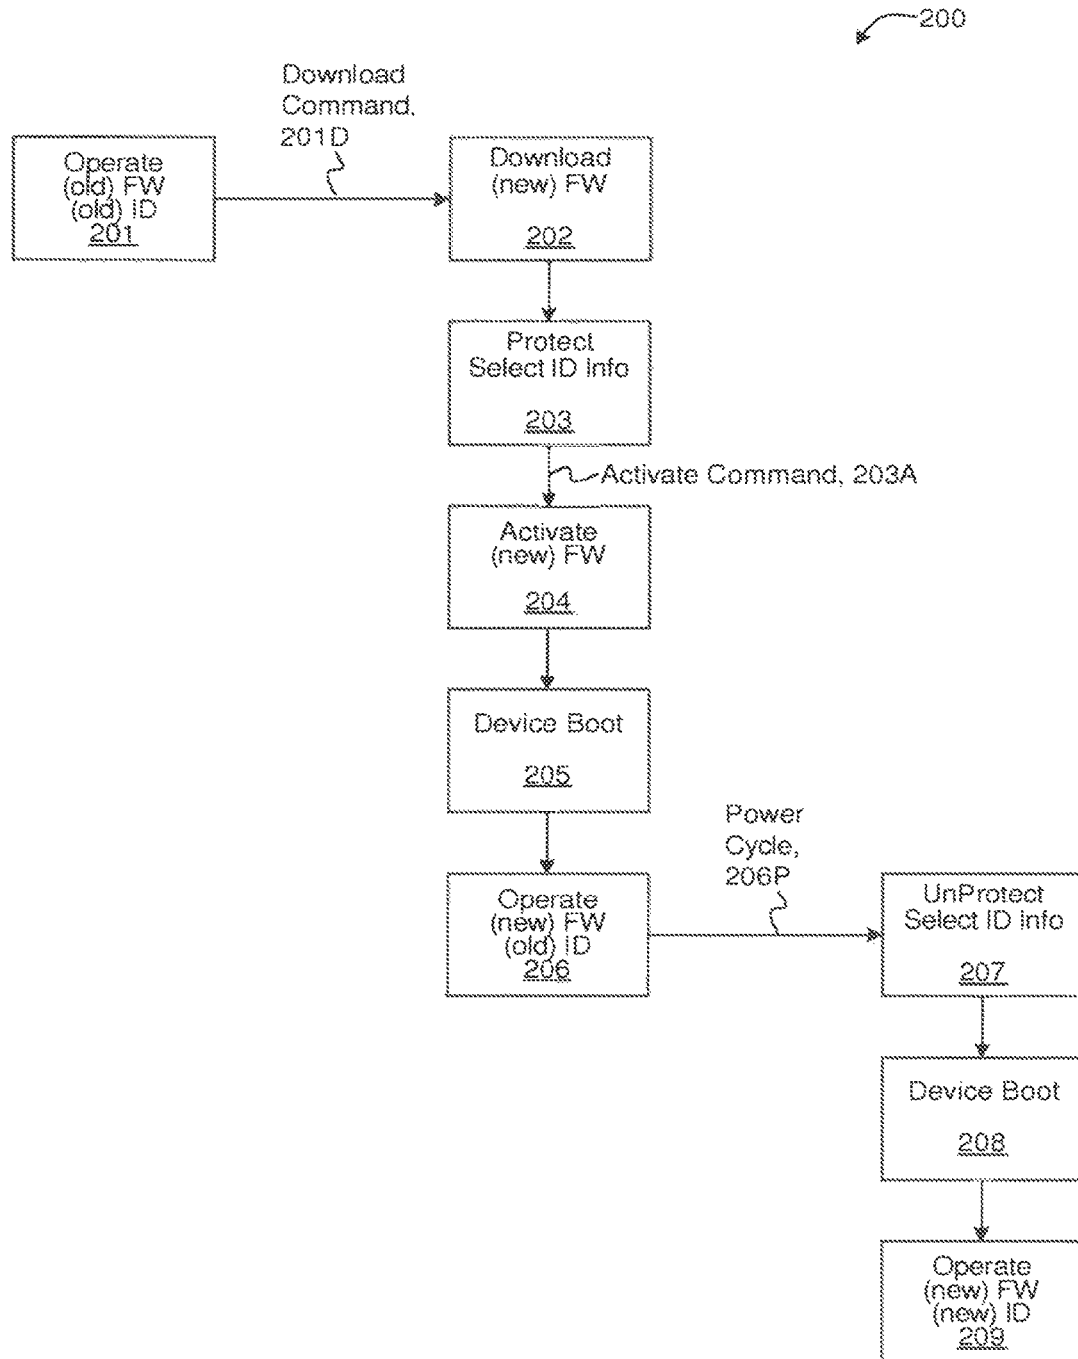 200
Download
Command,
201D
Operate
(old) FW
(old) ID
201
Download
(new) FW
202
Protect
Select ID Info
203
Activate Command, 203A
Activate
(new) FW
204
Device Boot
205
Power
Cycle,
206P
Operate
(new) FW
(old) ID
206
UnProtect
Select ID Info
207
Device Boot
208
Operate
(new) FW
(new) ID
209